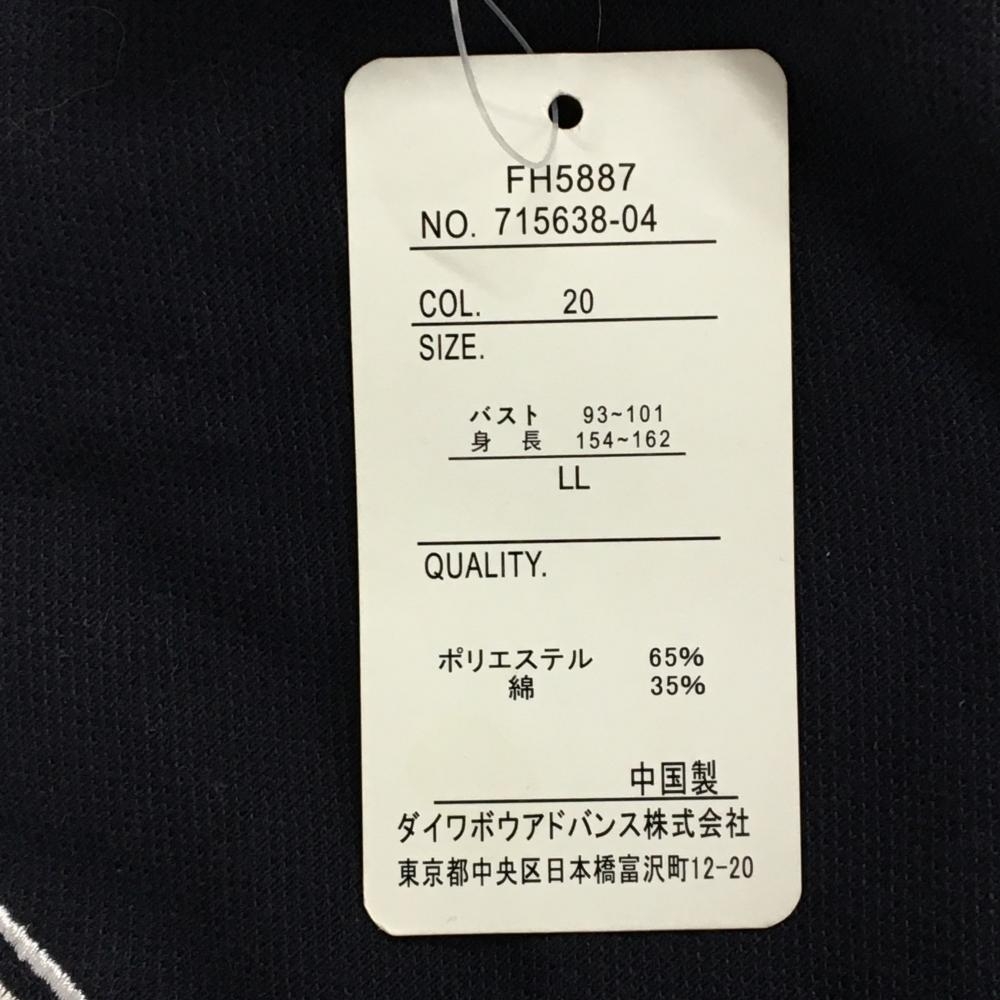 FH5887
NO. 715638-04
COL. 20
SIZE.
バスト 93~101
身 長 154~162
LL
QUALITY.
ポリエステル 65%
綿 35%
中国製
ダイワボウアドバンス株式会社
東京都中央区日本橋富沢町12-20